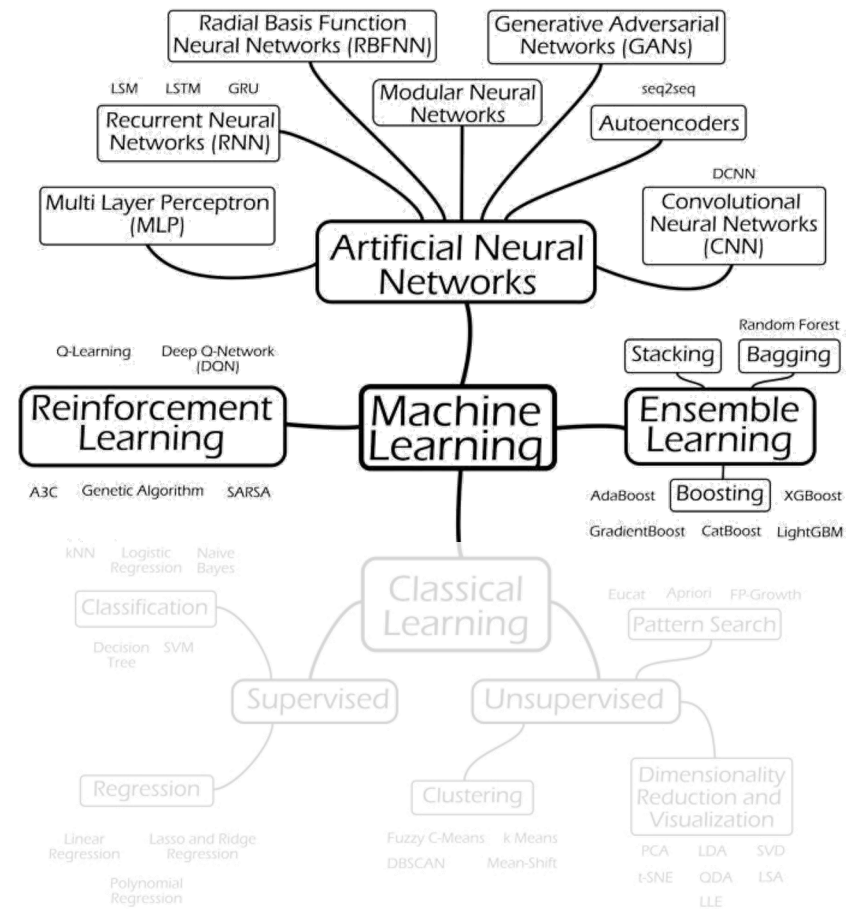 Radial Basis Function
Neural Networks (RBFNN)
Generative Adversarial
Networks (GANs)
LSM LSTM GRU
Modular Neural
Networks
seq2seq
Recurrent Neural
Networks (RNN)
Autoencoders
DCNN
Multi Layer Perceptron
(MLP)
Convolutional
Neural Networks
(CNN)
Artificial Neural
Networks
Random Forest
Q-Learning
Deep Q-Network
(DQN)
Stacking
Bagging
Reinforcement
Learning
Machine
Learning
Ensemble
Learning
A3C Genetic Algorithm SARSA
AdaBoost Boosting XGBoost
GradientBoost CatBoost LightGBM
kNN
Logistic
Regression
Naive
Bayes
Classical
Learning
Eucat Apriori FP-Growth
Classification
Pattern Search
Decision
Tree
SVM
Supervised
Unsupervised
Regression
Clustering
Dimensionality
Reduction and
Visualization
Linear
Regression
Lasso and Ridge
Regression
Polynomial
Regression
Fuzzy C-Means k Means
DBSCAN Mean-Shift
PCA LDA SVD
t-SNE QDA LSA
LLE